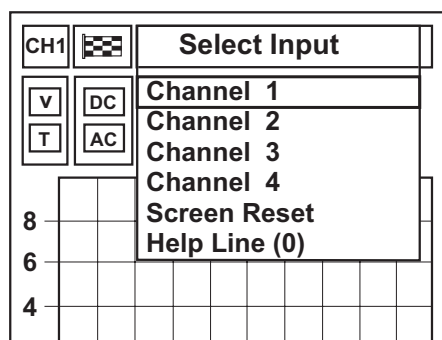 CH1 Select Input
V DC Channel 1
T AC Channel 2
Channel 3
Channel 4
Screen Reset
Help Line (0)
8
6
4